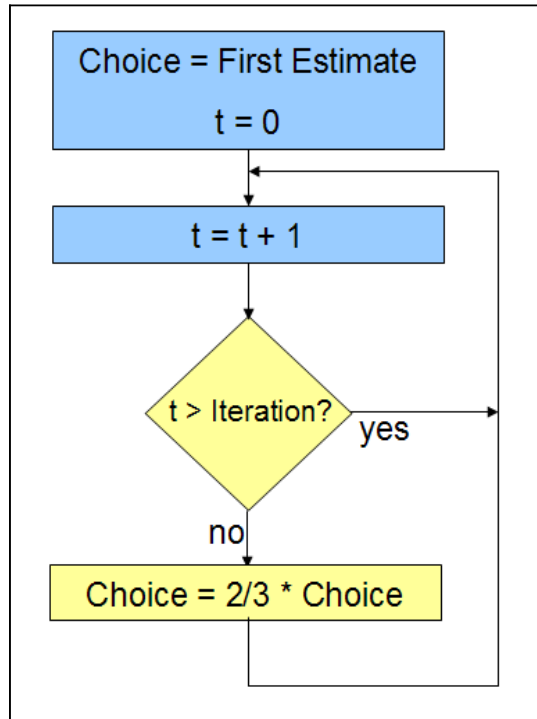 Choice = First Estimate
t = 0
t = t + 1
t > Iteration?
yes
no
Choice = 2/3 * Choice